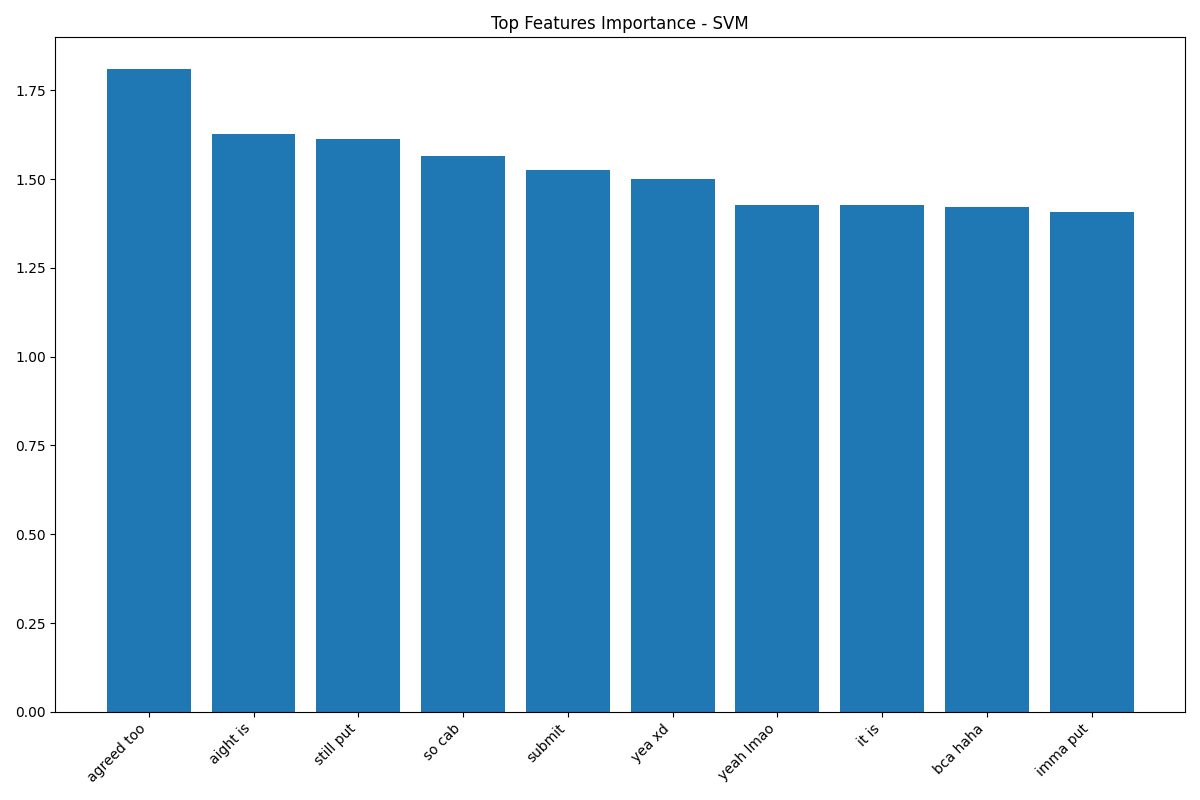 Top Features Importance - SVM
1.75
1.50
1.25
1.00
0.75
0.50
0.25
0.00
agreed too
aight is
still put
so cab
submit
yea xd
yeah lmao
it is
bca haha
imma put